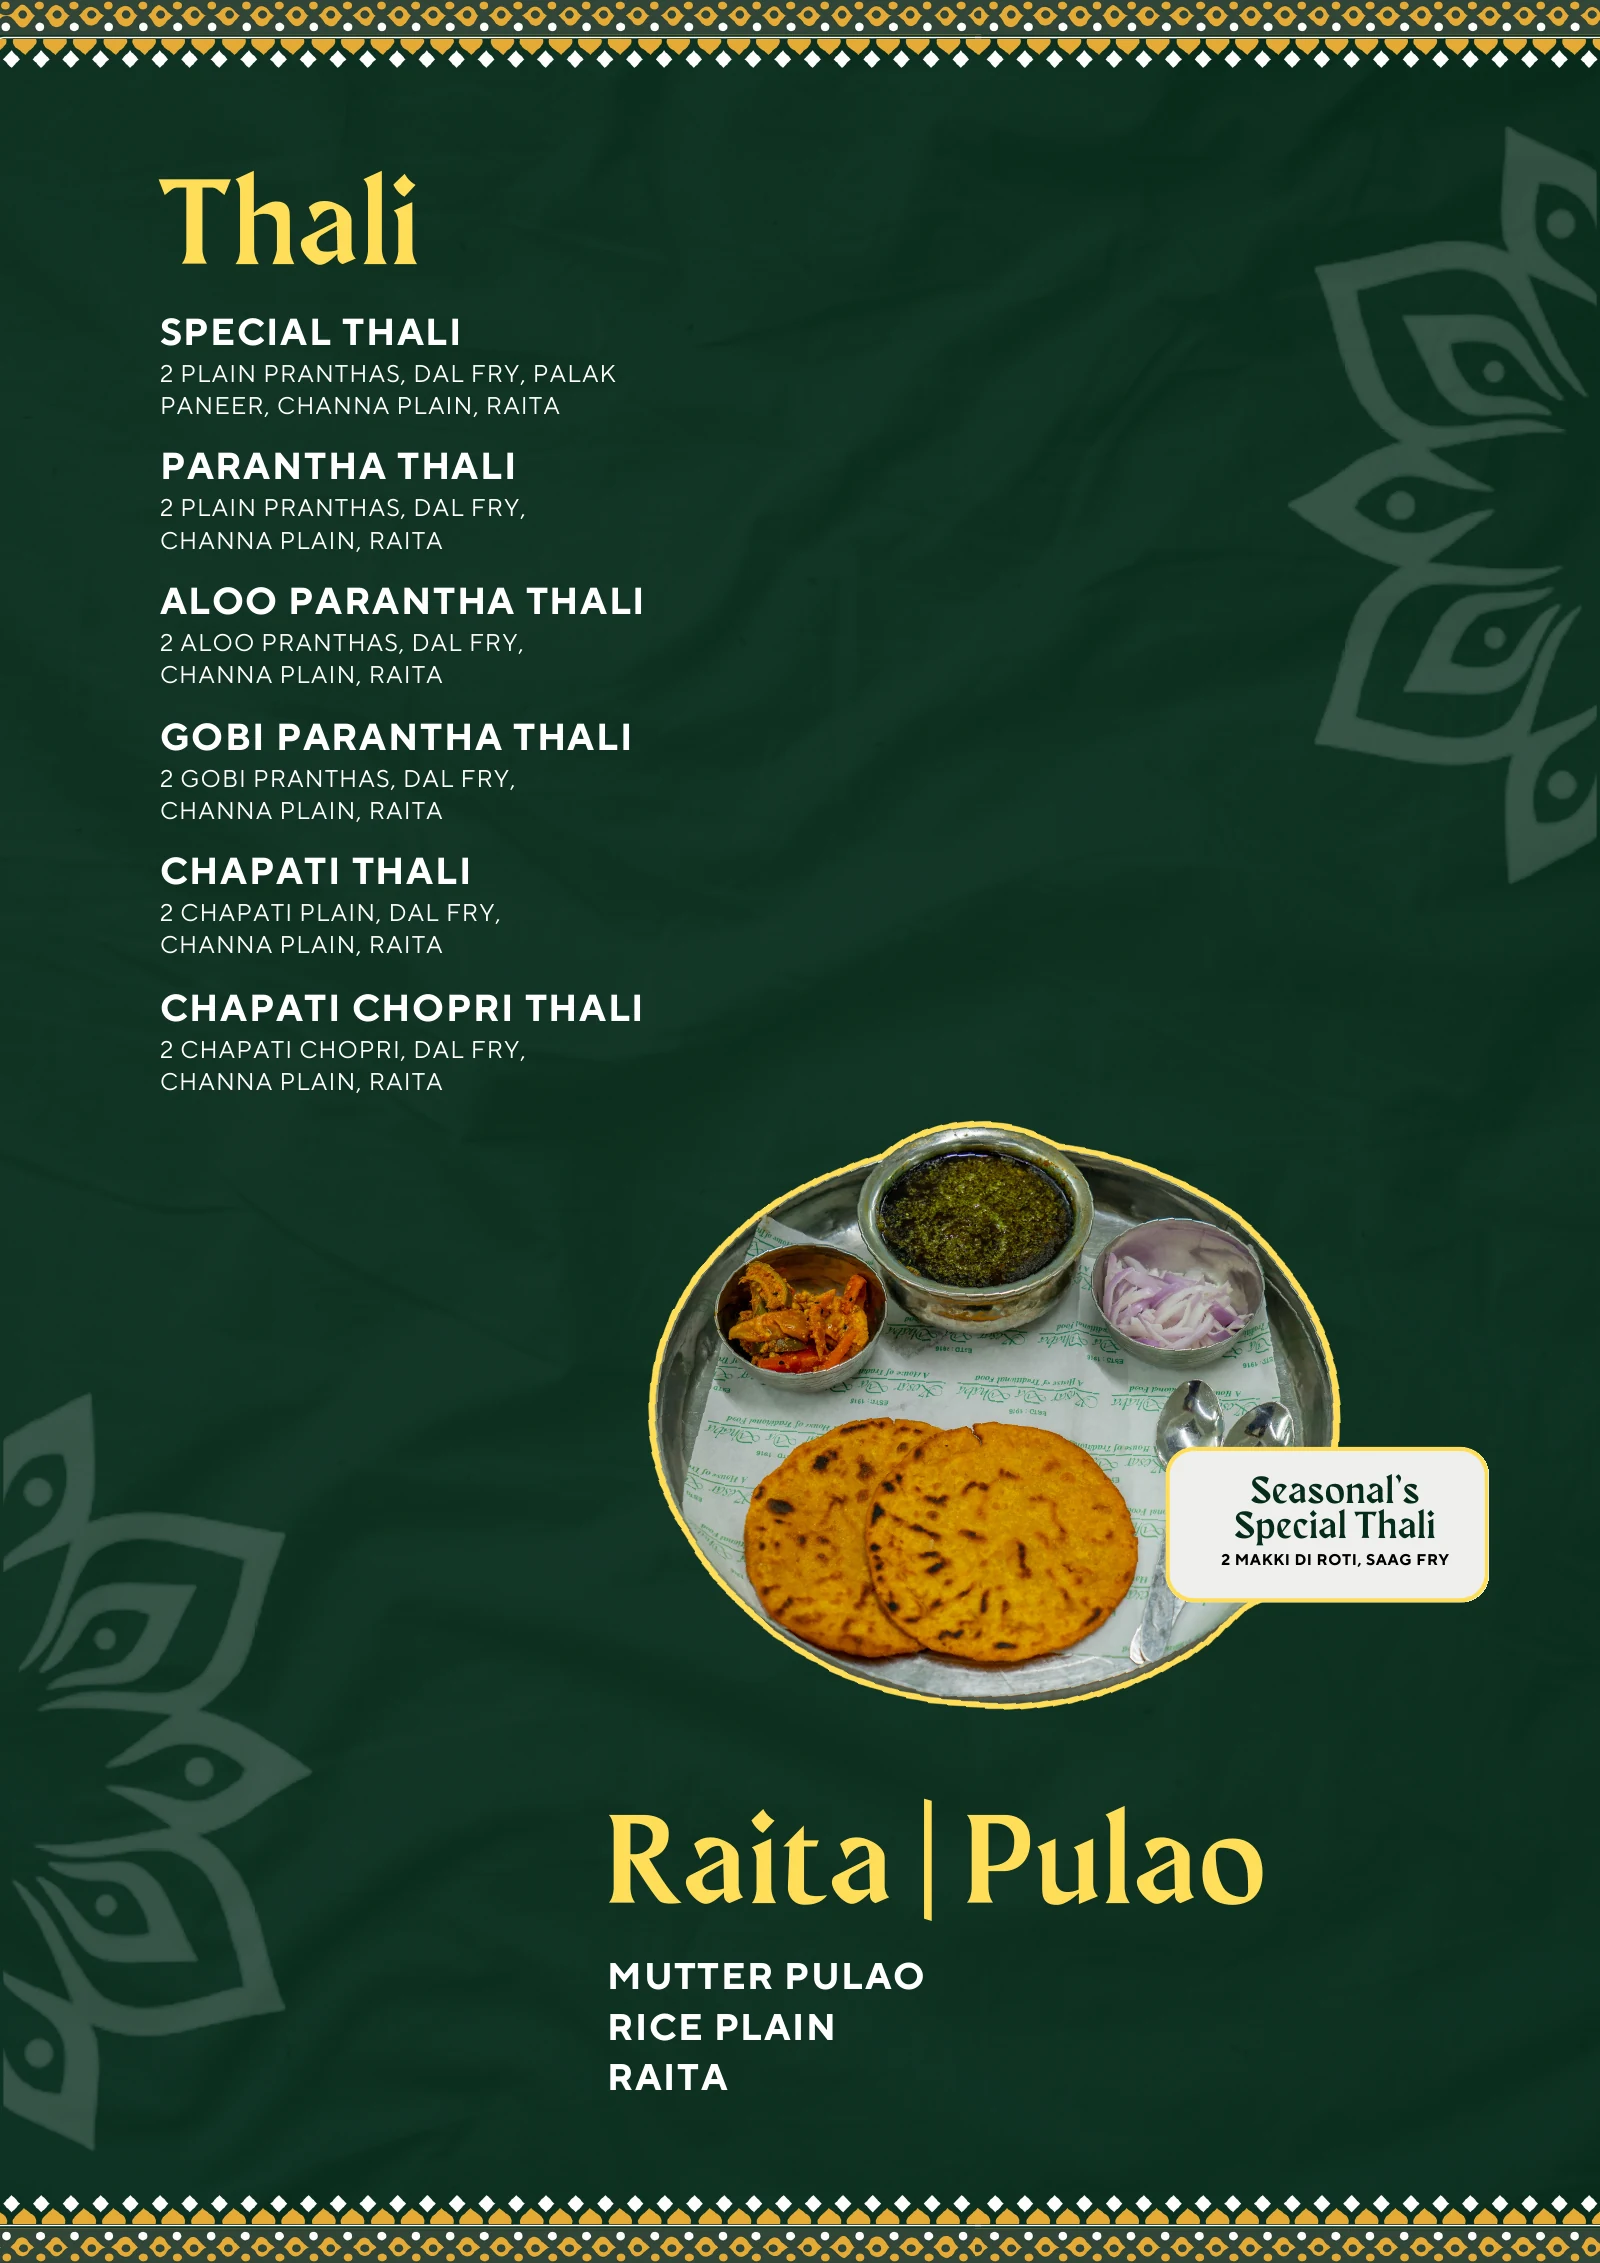 Thali
SPECIAL THALI
2 PLAIN PRANTHAS, DAL FRY, PALAK
PANEER, CHANNA PLAIN, RAITA
PARANTHA THALI
2 PLAIN PRANTHAS, DAL FRY,
CHANNA PLAIN, RAITA
ALOO PARANTHA THALI
2 ALOO PRANTHAS, DAL FRY,
CHANNA PLAIN, RAITA
GOBI PARANTHA THALI
2 GOBI PRANTHAS, DAL FRY,
CHANNA PLAIN, RAITA
CHAPATI THALI
2 CHAPATI PLAIN, DAL FRY,
CHANNA PLAIN, RAITA
CHAPATI CHOPRI THALI
2 CHAPATI CHOPRI, DAL FRY,
CHANNA PLAIN, RAITA
Seasonal's
Special Thali
2 MAKKI DI ROTI, SAAG FRY
Raita | Pulao
MUTTER PULAO
RICE PLAIN
RAITA